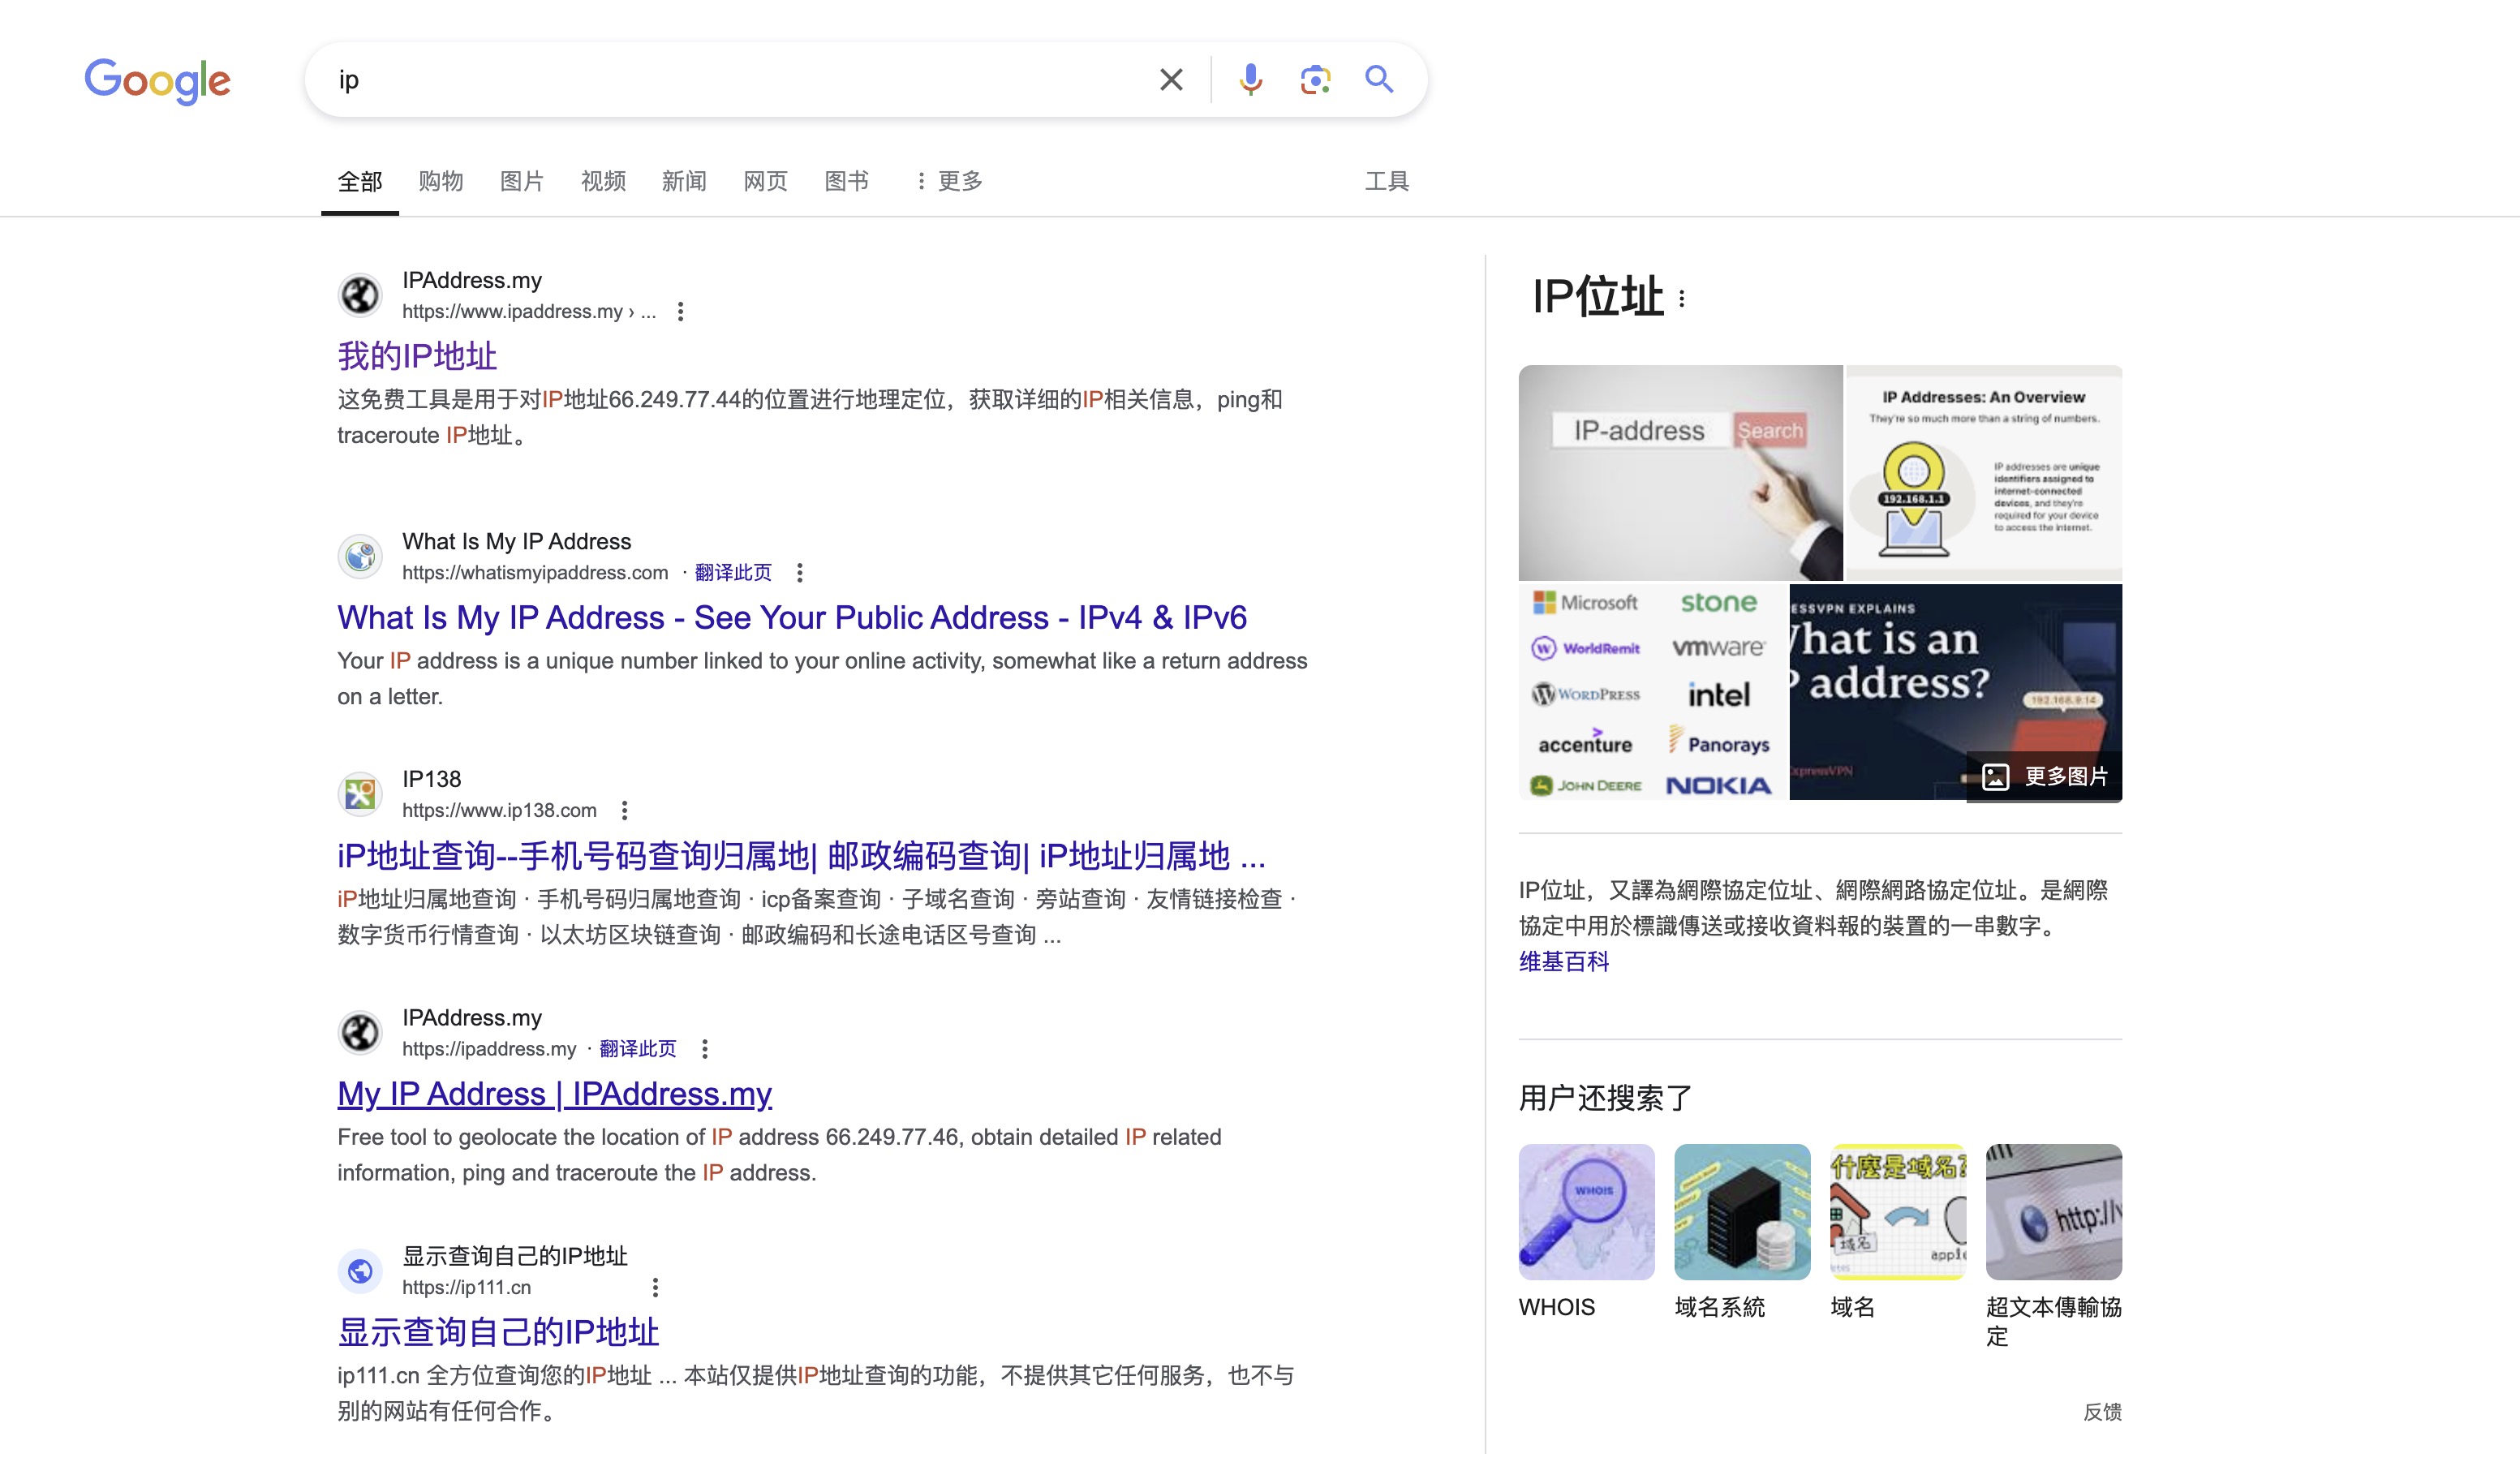 Google
ip
全部 购物 图片 视频 新闻 网页 图书 更多 工具
IPAddress.my
https://www.ipaddress.my › ...
我的IP地址
这免费工具是用于对IP地址66.249.77.44的位置进行地理定位，获取详细的IP相关信息，ping和
traceroute IP地址。
What Is My IP Address
https://whatismyipaddress.com · 翻译此页
What Is My IP Address - See Your Public Address - IPv4 & IPv6
Your IP address is a unique number linked to your online activity, somewhat like a return address
on a letter.
IP138
https://www.ip138.com
iP地址查询--手机号码查询归属地| 邮政编码查询| iP地址归属地 ...
iP地址归属地查询 · 手机号码归属地查询 · icp备案查询 · 子域名查询 · 旁站查询 · 友情链接检查 ·
数字货币行情查询 · 以太坊区块链查询 · 邮政编码和长途电话区号查询 ...
IPAddress.my
https://ipaddress.my · 翻译此页
My IP Address | IPAddress.my
Free tool to geolocate the location of IP address 66.249.77.46, obtain detailed IP related
information, ping and traceroute the IP address.
显示查询自己的IP地址
https://ip111.cn
显示查询自己的IP地址
ip111.cn 全方位查询您的IP地址 ... 本站仅提供IP地址查询的功能，不提供其它任何服务，也不与
别的网站有任何合作。
IP位址
IP-address Search
IP Addresses: An Overview
They're so much more than a string of numbers.
192.168.1.1
IP addresses are unique
identifiers assigned to
internet-connected
devices, and they're
required for your device
to access the internet.
Microsoft stone
WorldRemit vmware
WORDPRESS intel
accenture Panorays
JOHN DEERE NOKIA
ESSVPN EXPLAINS
hat is an
P address?
192.168.9.14
ExpressVPN
更多图片
IP位址，又譯為網際協定位址、網際網路協定位址。是網際
協定中用於標識傳送或接收資料報的裝置的一串數字。
维基百科
用户还搜索了
WHOIS
什麼是域名?
域名
apple
http://w
WHOIS 域名系統 域名 超文本傳輸協
定
反馈